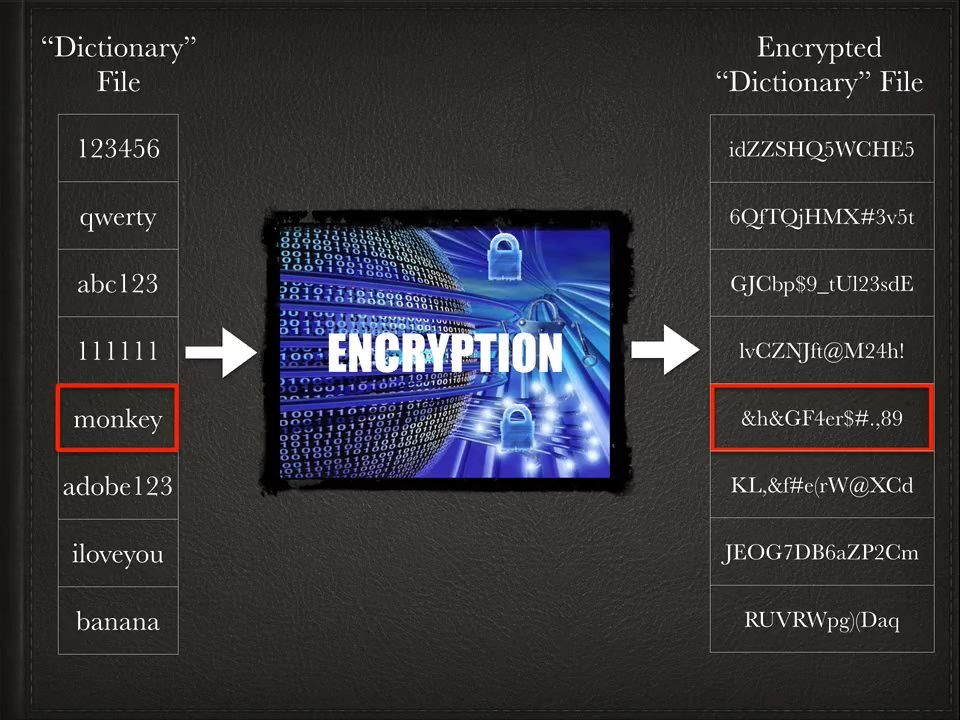 “Dictionary”
File
Encrypted
“Dictionary” File
123456
idZZSHQ5WCHE5
qwerty
6QfTQjHMX#3v5t
abc123
GJCbp$9_tUl23sdE
111111
lvCZNJft@M24h!
ENCRYPTION
monkey
&h&GF4er$#.,89
adobe123
KL,&f#e(rW@XCd
iloveyou
JEOG7DB6aZP2Cm
banana
RUVRWpg)(Daq